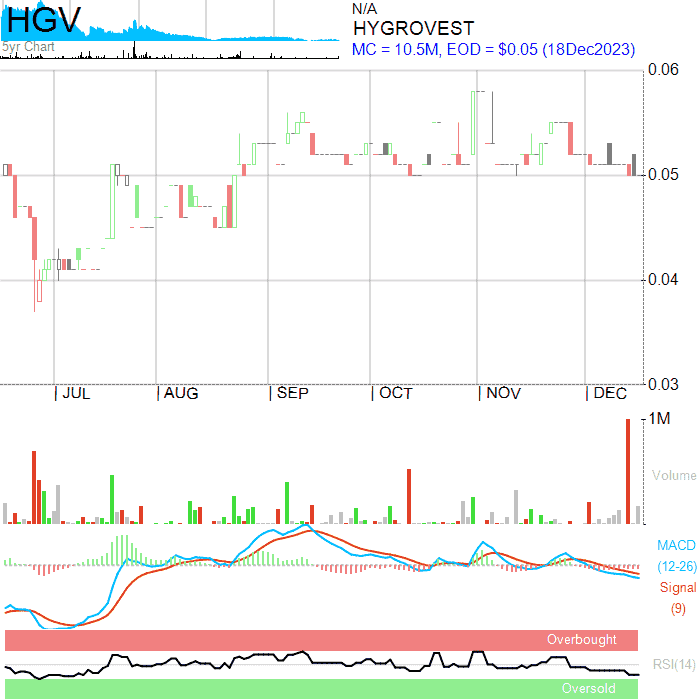 HGV
5yr Chart
N/A
HYGROVEST
MC = 10.5M, EOD = $0.05 (18Dec2023)
0.06
0.05
0.04
0.03
JUL
AUG
SEP
OCT
NOV
DEC
1M
Volume
MACD
(12-26)
Signal
(9)
Overbought
RSI(14)
Oversold